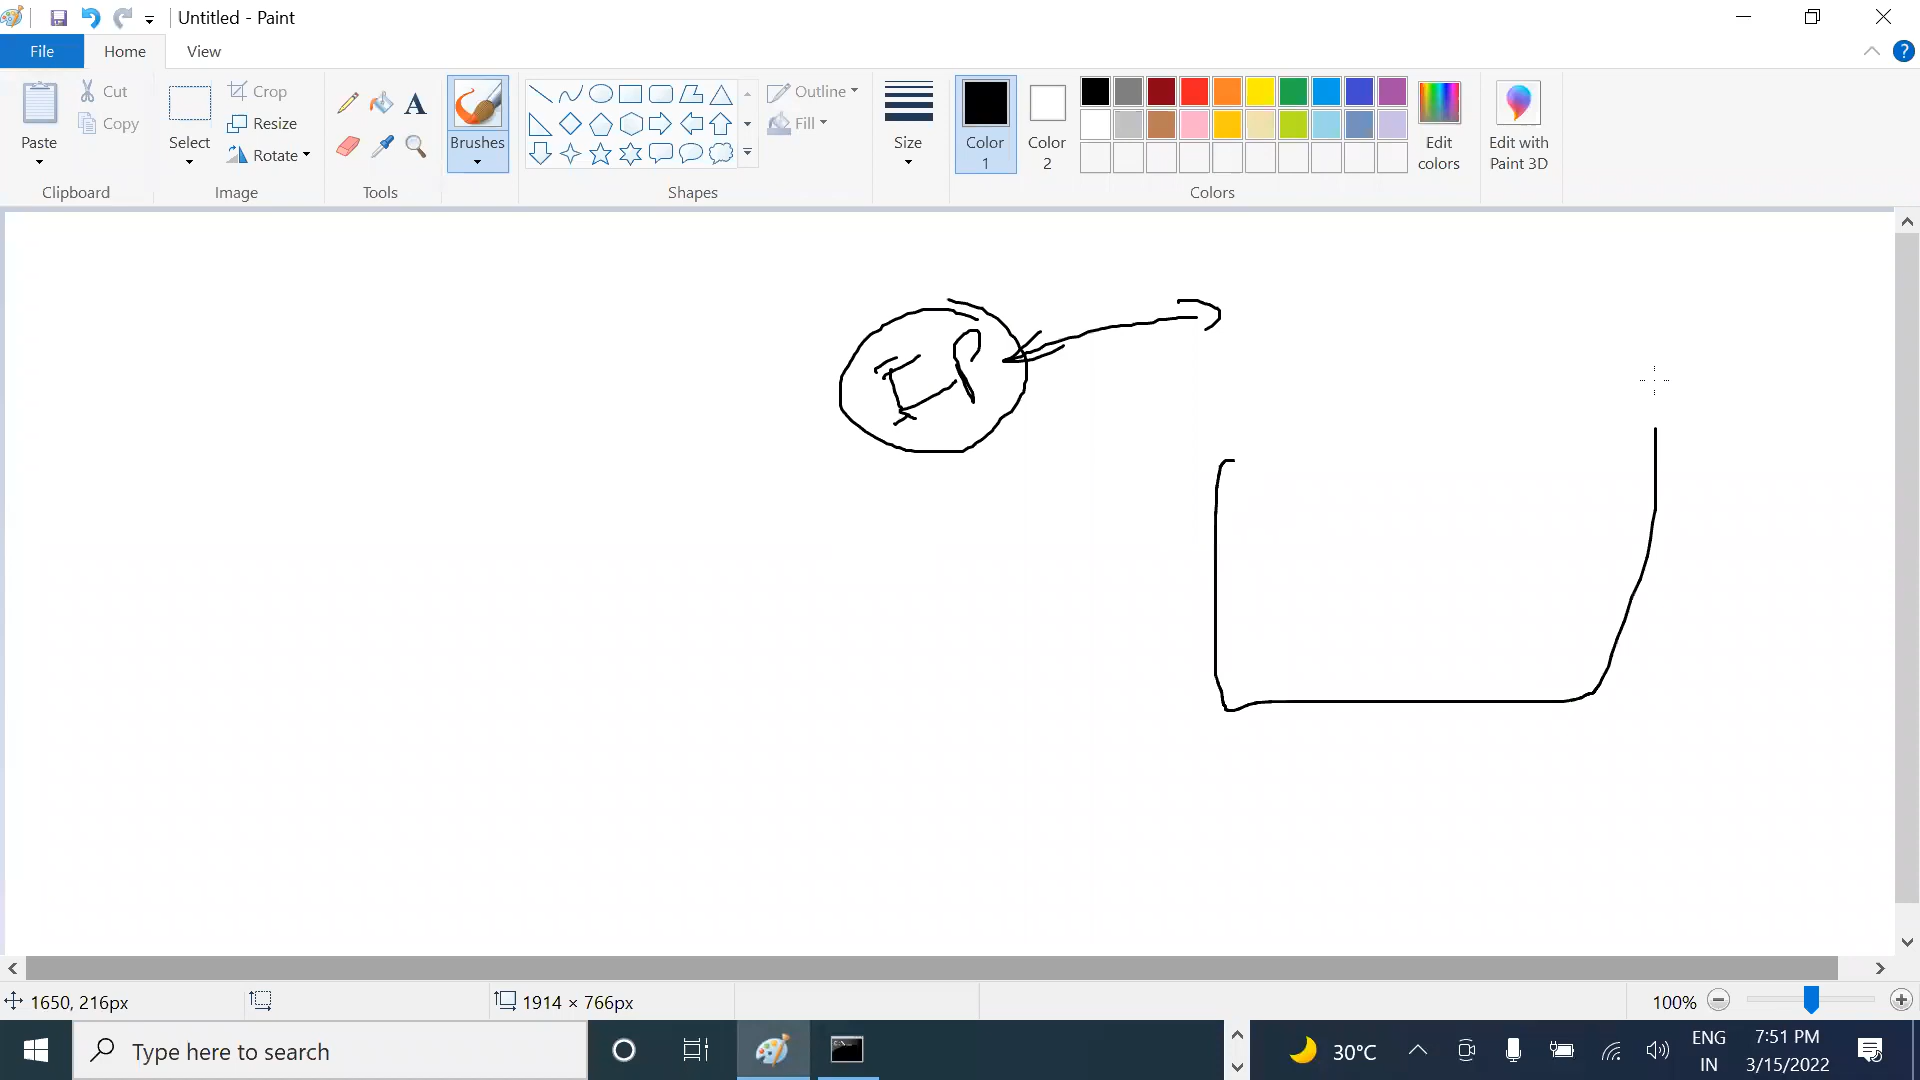 Untitled - Paint
File
Home
View
Paste
Cut
Copy
Clipboard
Select
Crop
Resize
Rotate
Image
Tools
Brushes
Shapes
Outline
Fill
Size
Color
1
Color
2
Edit
colors
Colors
Edit with
Paint 3D
?
A
IP
1650, 216px
1914 × 766px
100%
Type here to search
30°C
ENG
IN
7:51 PM
3/15/2022